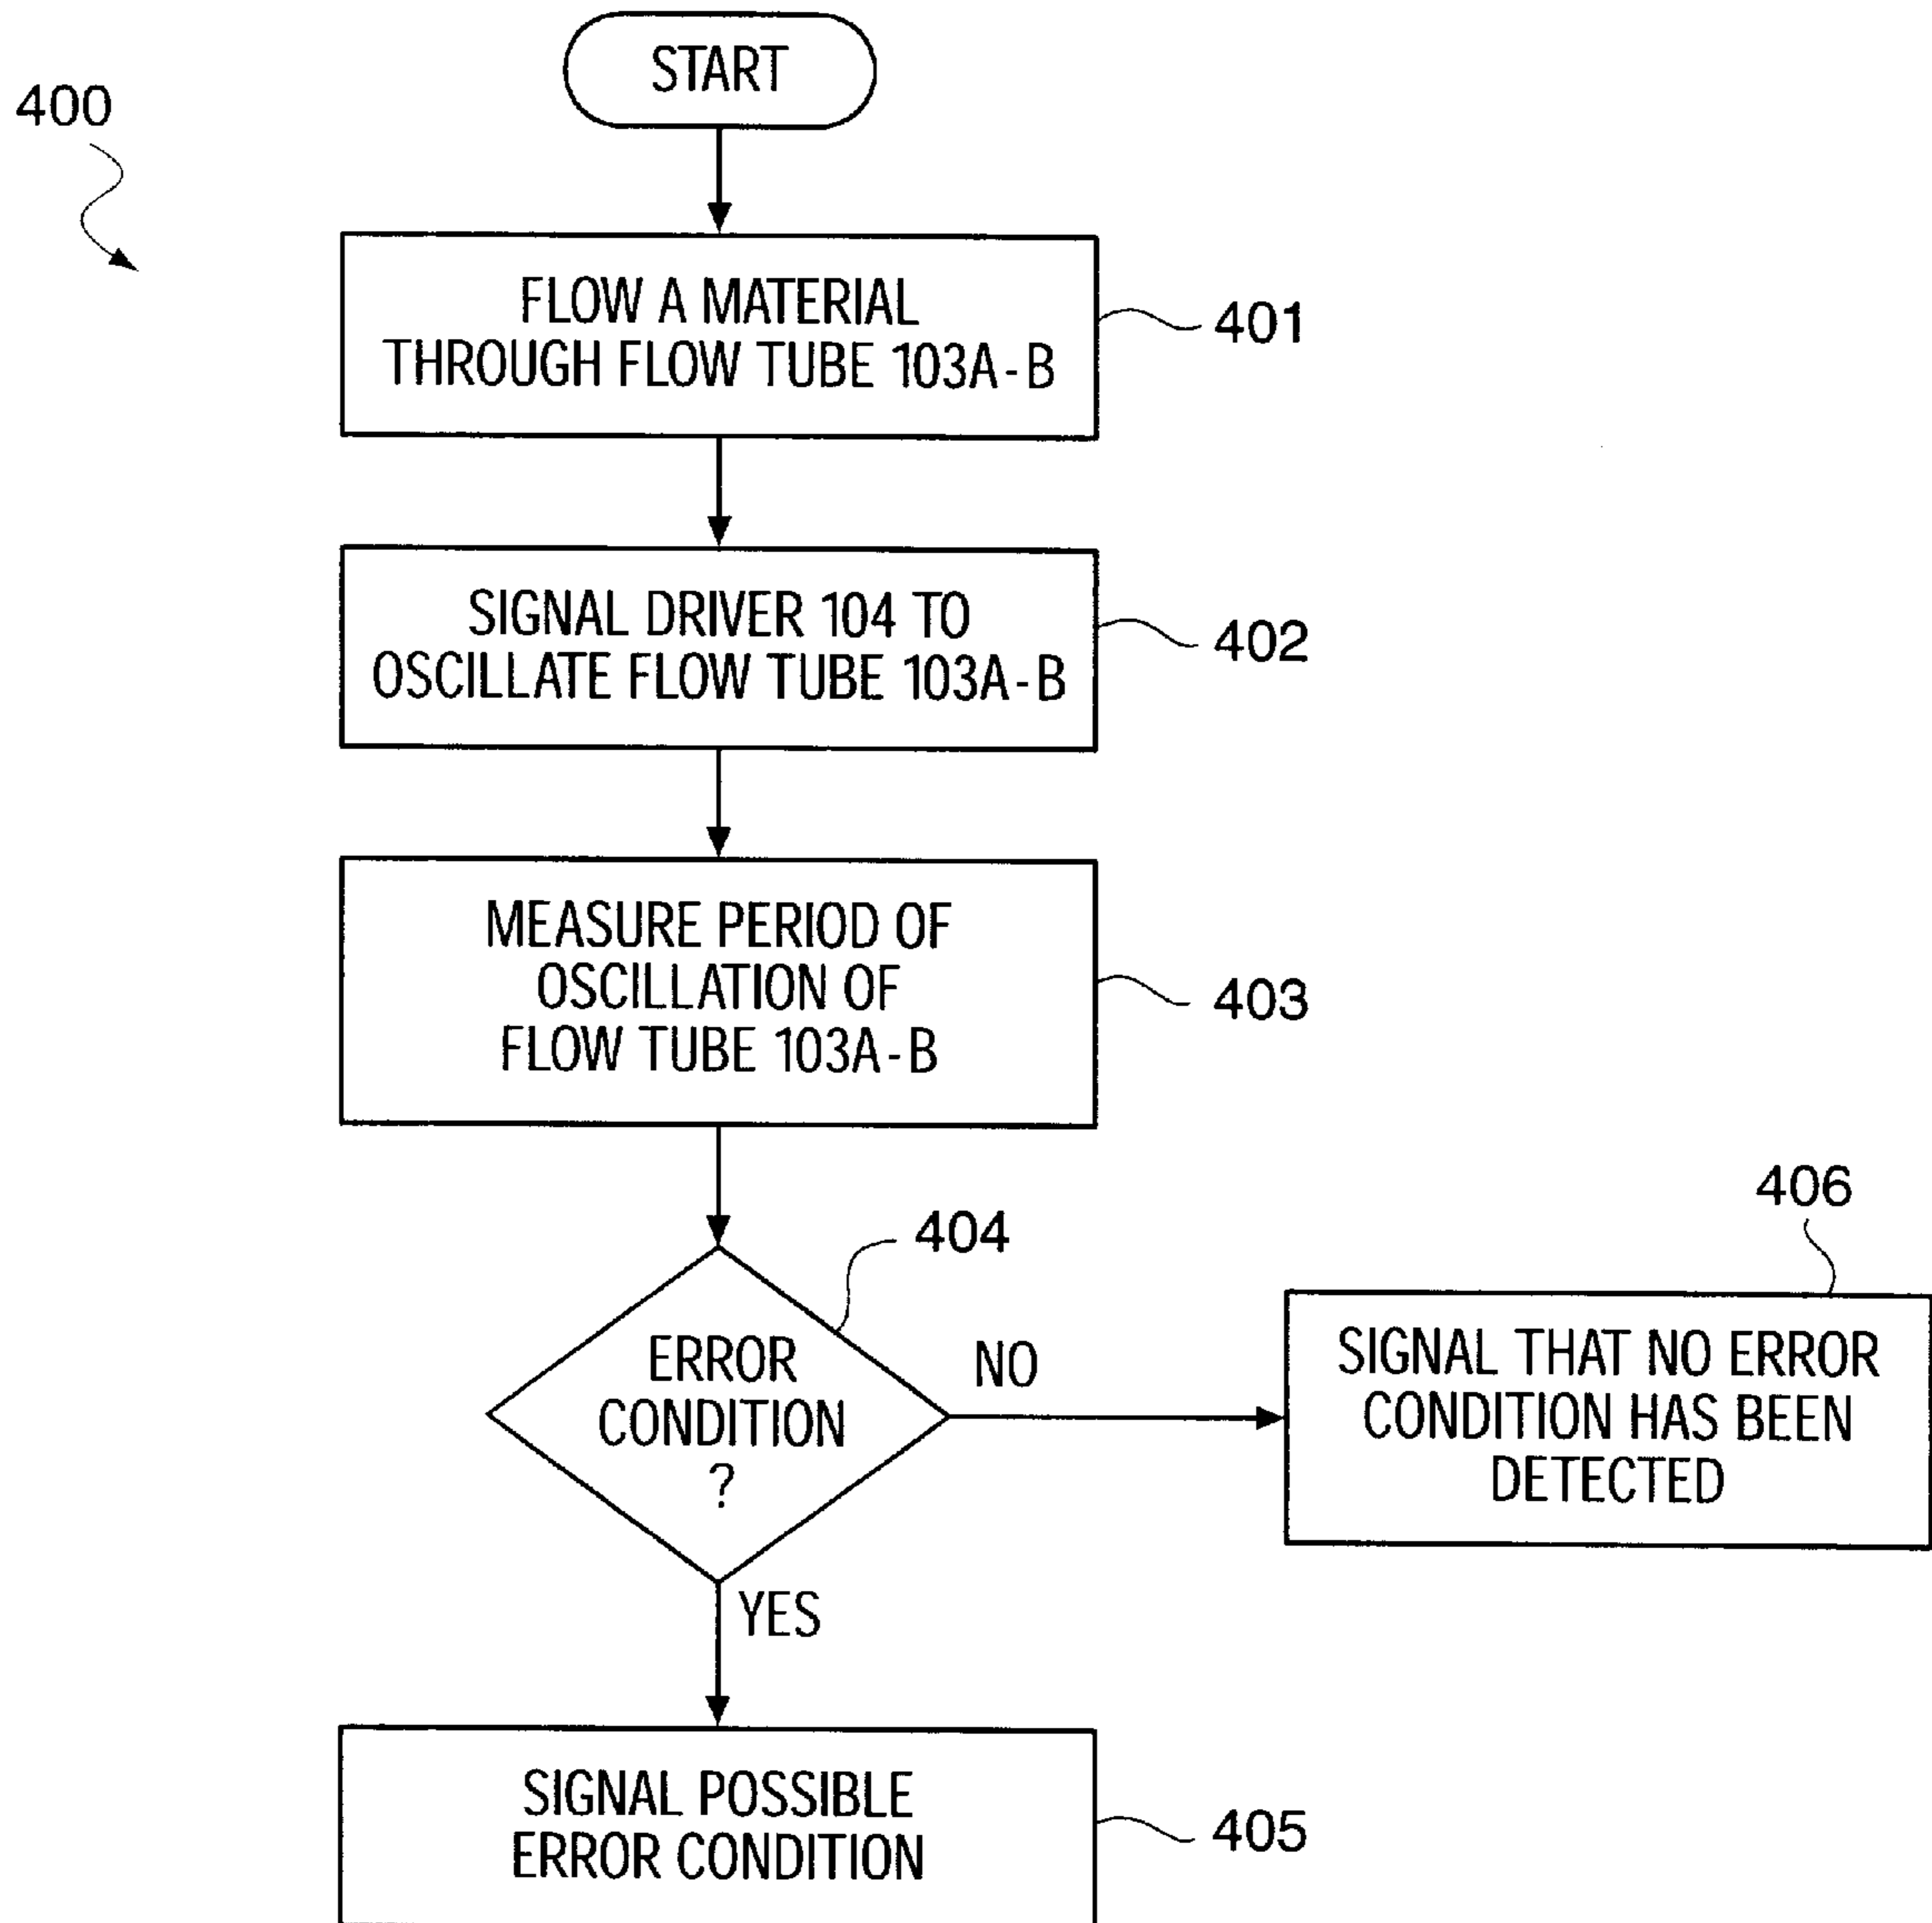 START
400
FLOW A MATERIAL
THROUGH FLOW TUBE 103A-B
401
SIGNAL DRIVER 104 TO
OSCILLATE FLOW TUBE 103A-B
402
MEASURE PERIOD OF
OSCILLATION OF
FLOW TUBE 103A-B
403
404
ERROR
CONDITION
?
NO
YES
406
SIGNAL THAT NO ERROR
CONDITION HAS BEEN
DETECTED
SIGNAL POSSIBLE
ERROR CONDITION
405